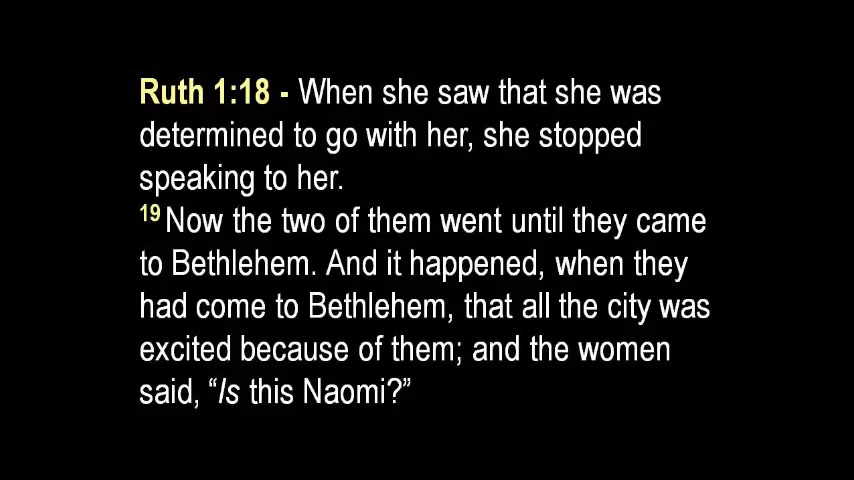 Ruth 1:18 - When she saw that she was
determined to go with her, she stopped
speaking to her.
19 Now the two of them went until they came
to Bethlehem. And it happened, when they
had come to Bethlehem, that all the city was
excited because of them; and the women
said, “Is this Naomi?”